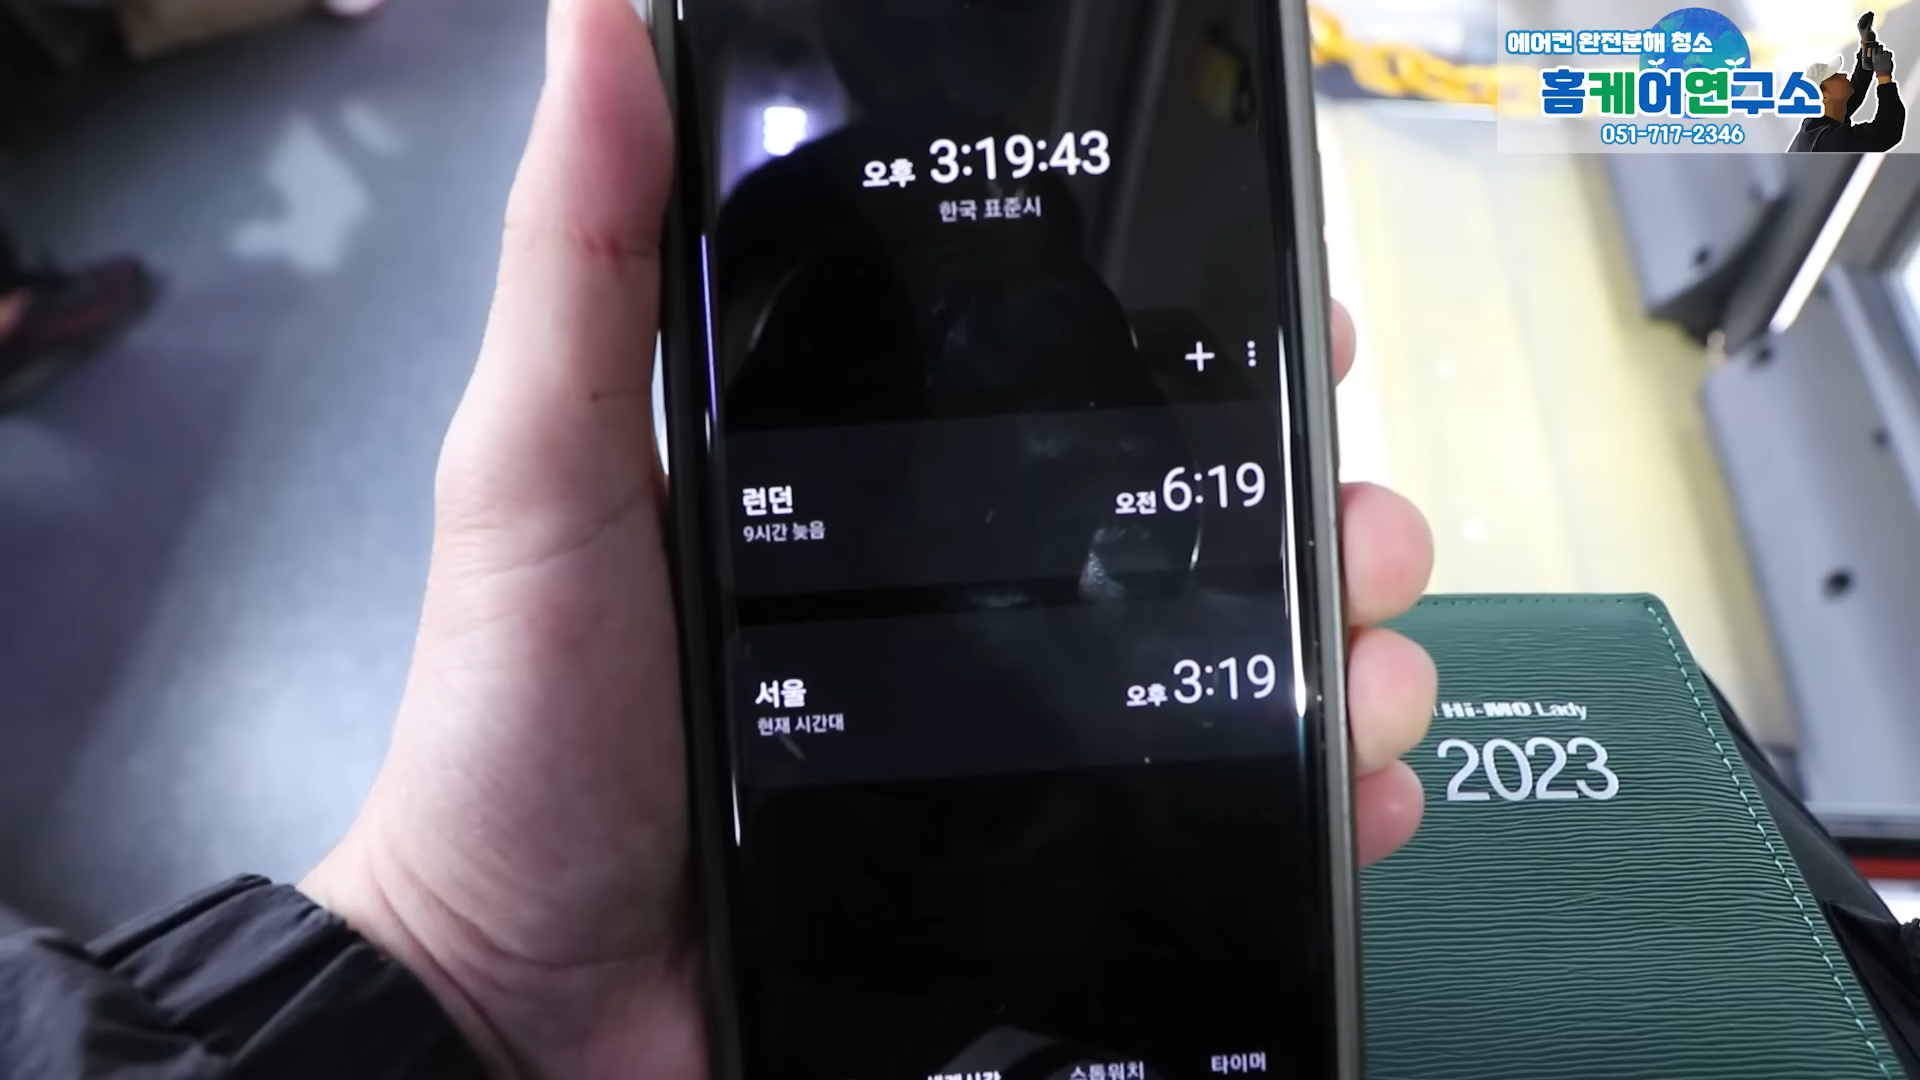 에어컨 완전분해 청소
홈케어연구소
051-717-2346
오후 3:19:43
한국 표준시
런던
오전 6:19
9시간 늦음
서울
오후 3:19
현재 시간대
스톱워치
타이머
Hi-MO Lady
2023